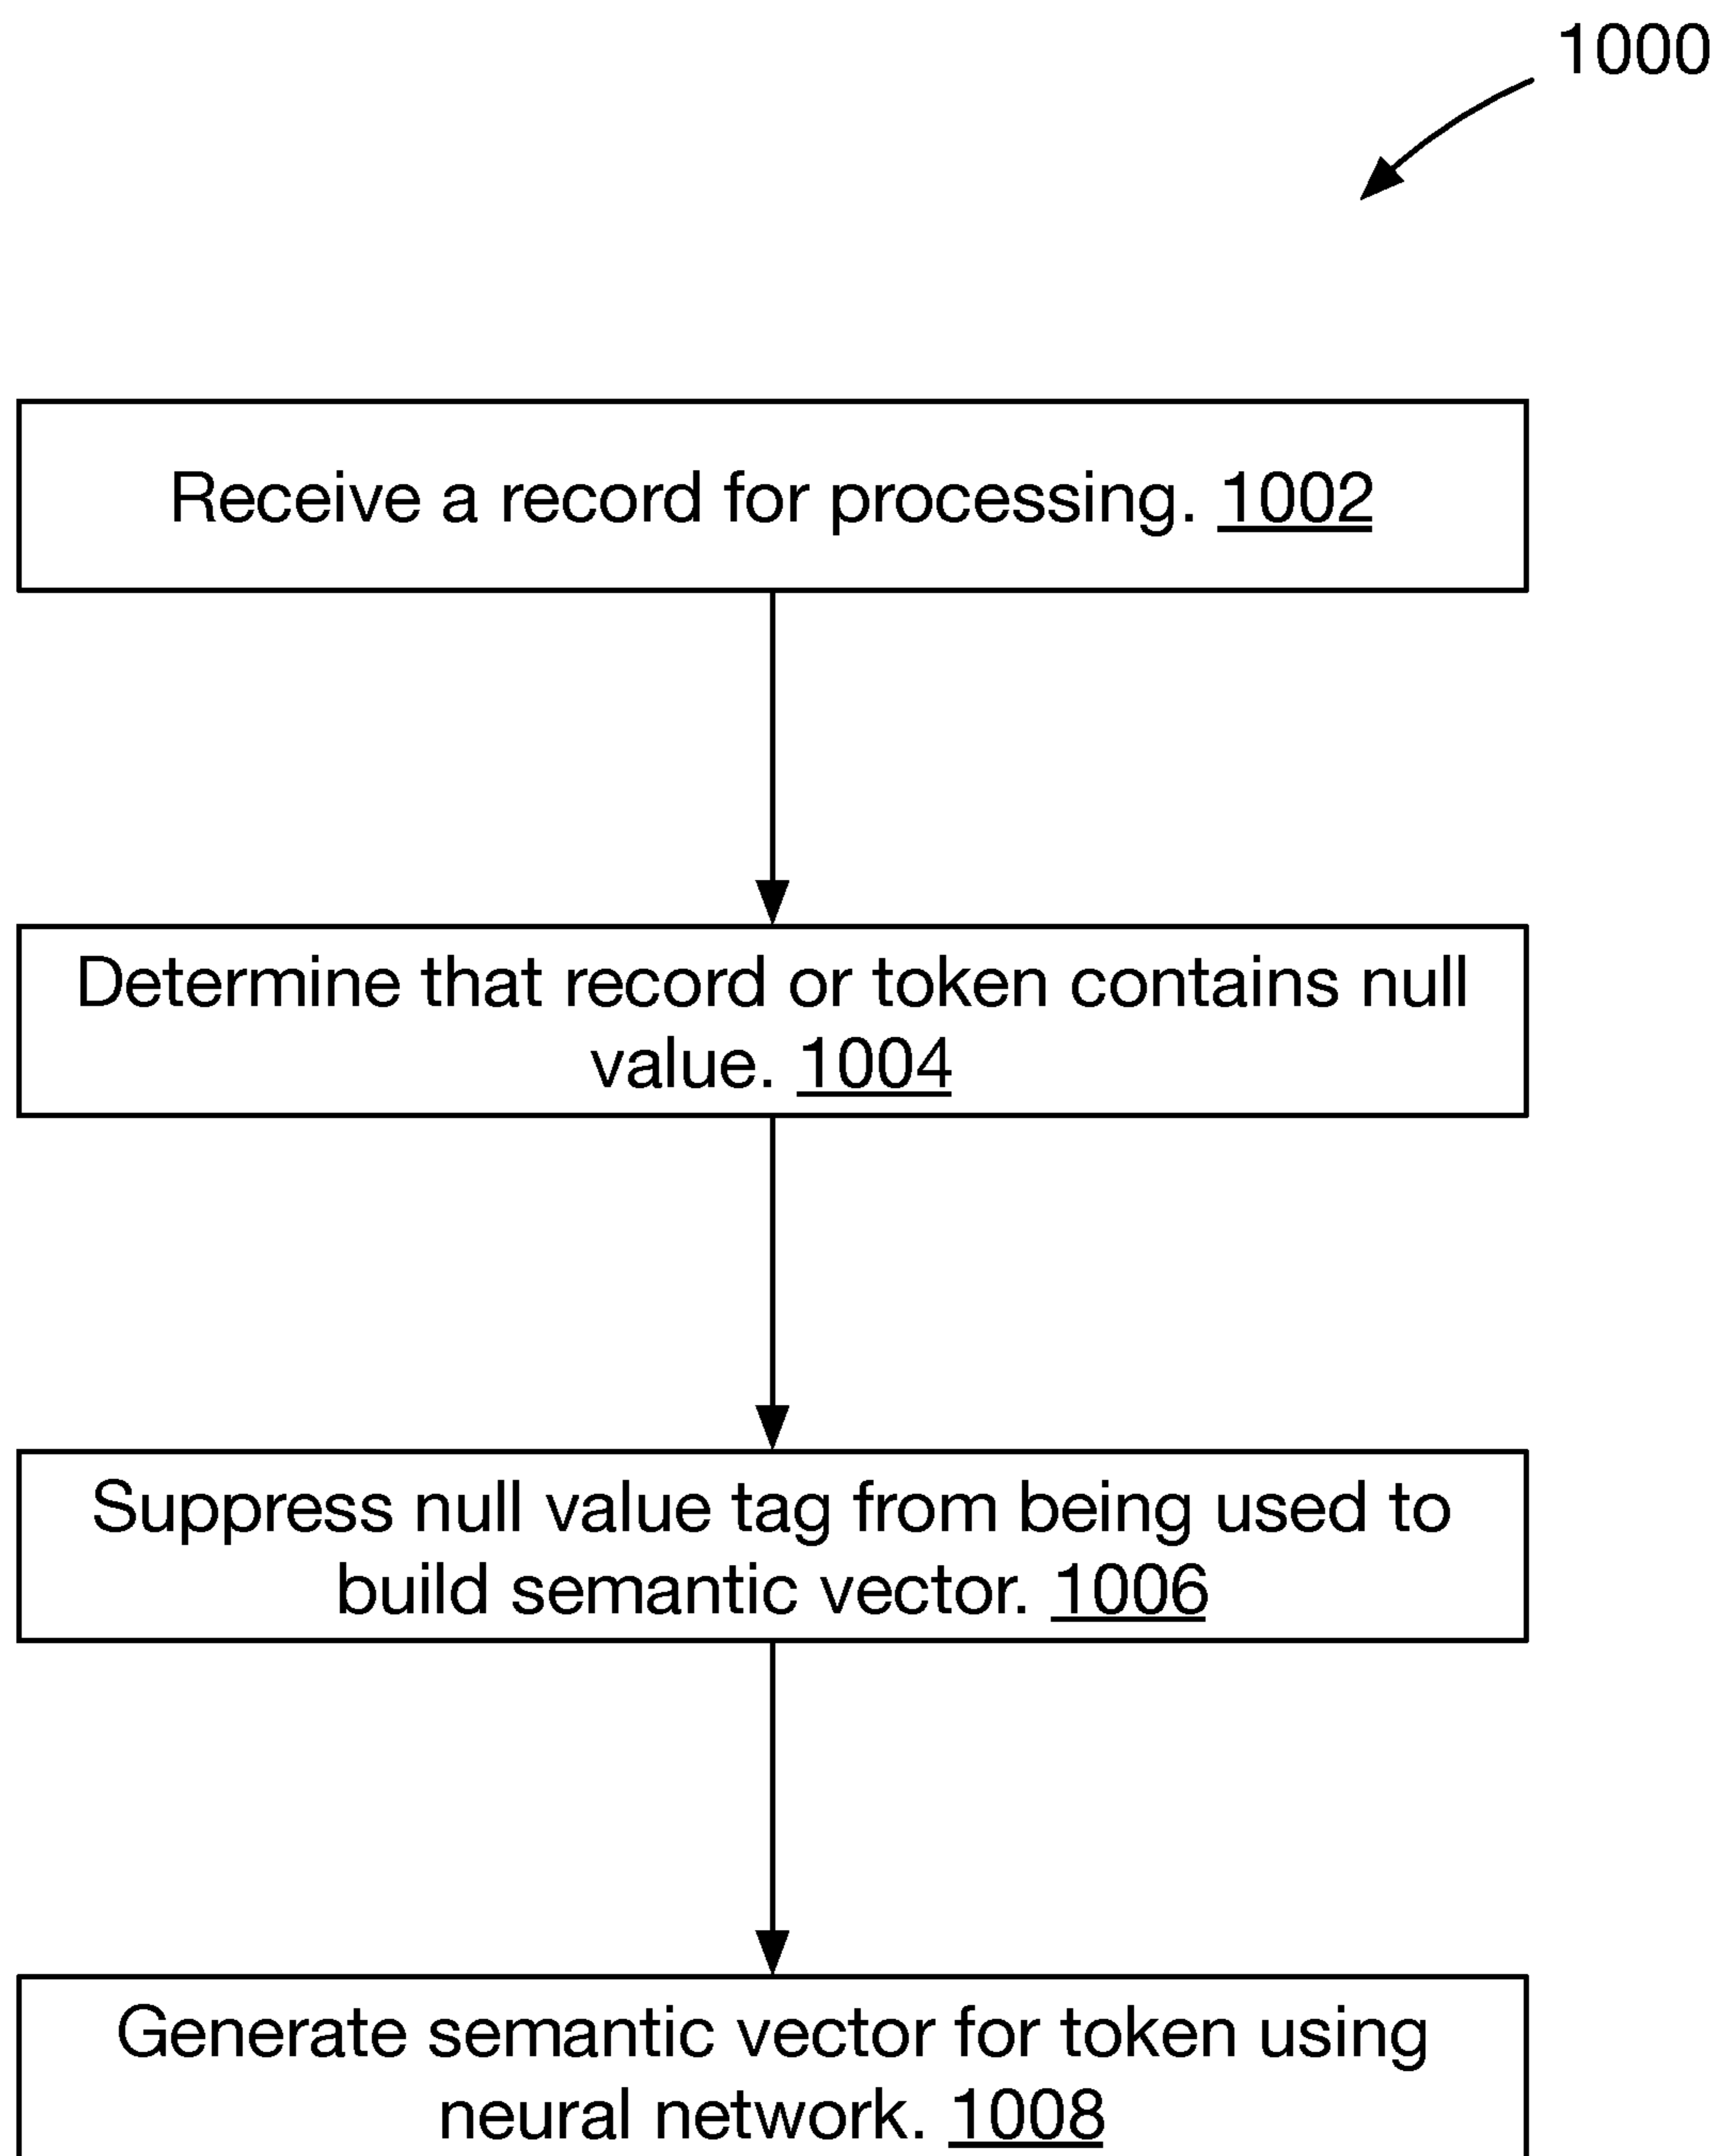 1000
Receive a record for processing. 1002
Determine that record or token contains null
value. 1004
Suppress null value tag from being used to
build semantic vector. 1006
Generate semantic vector for token using
neural network. 1008